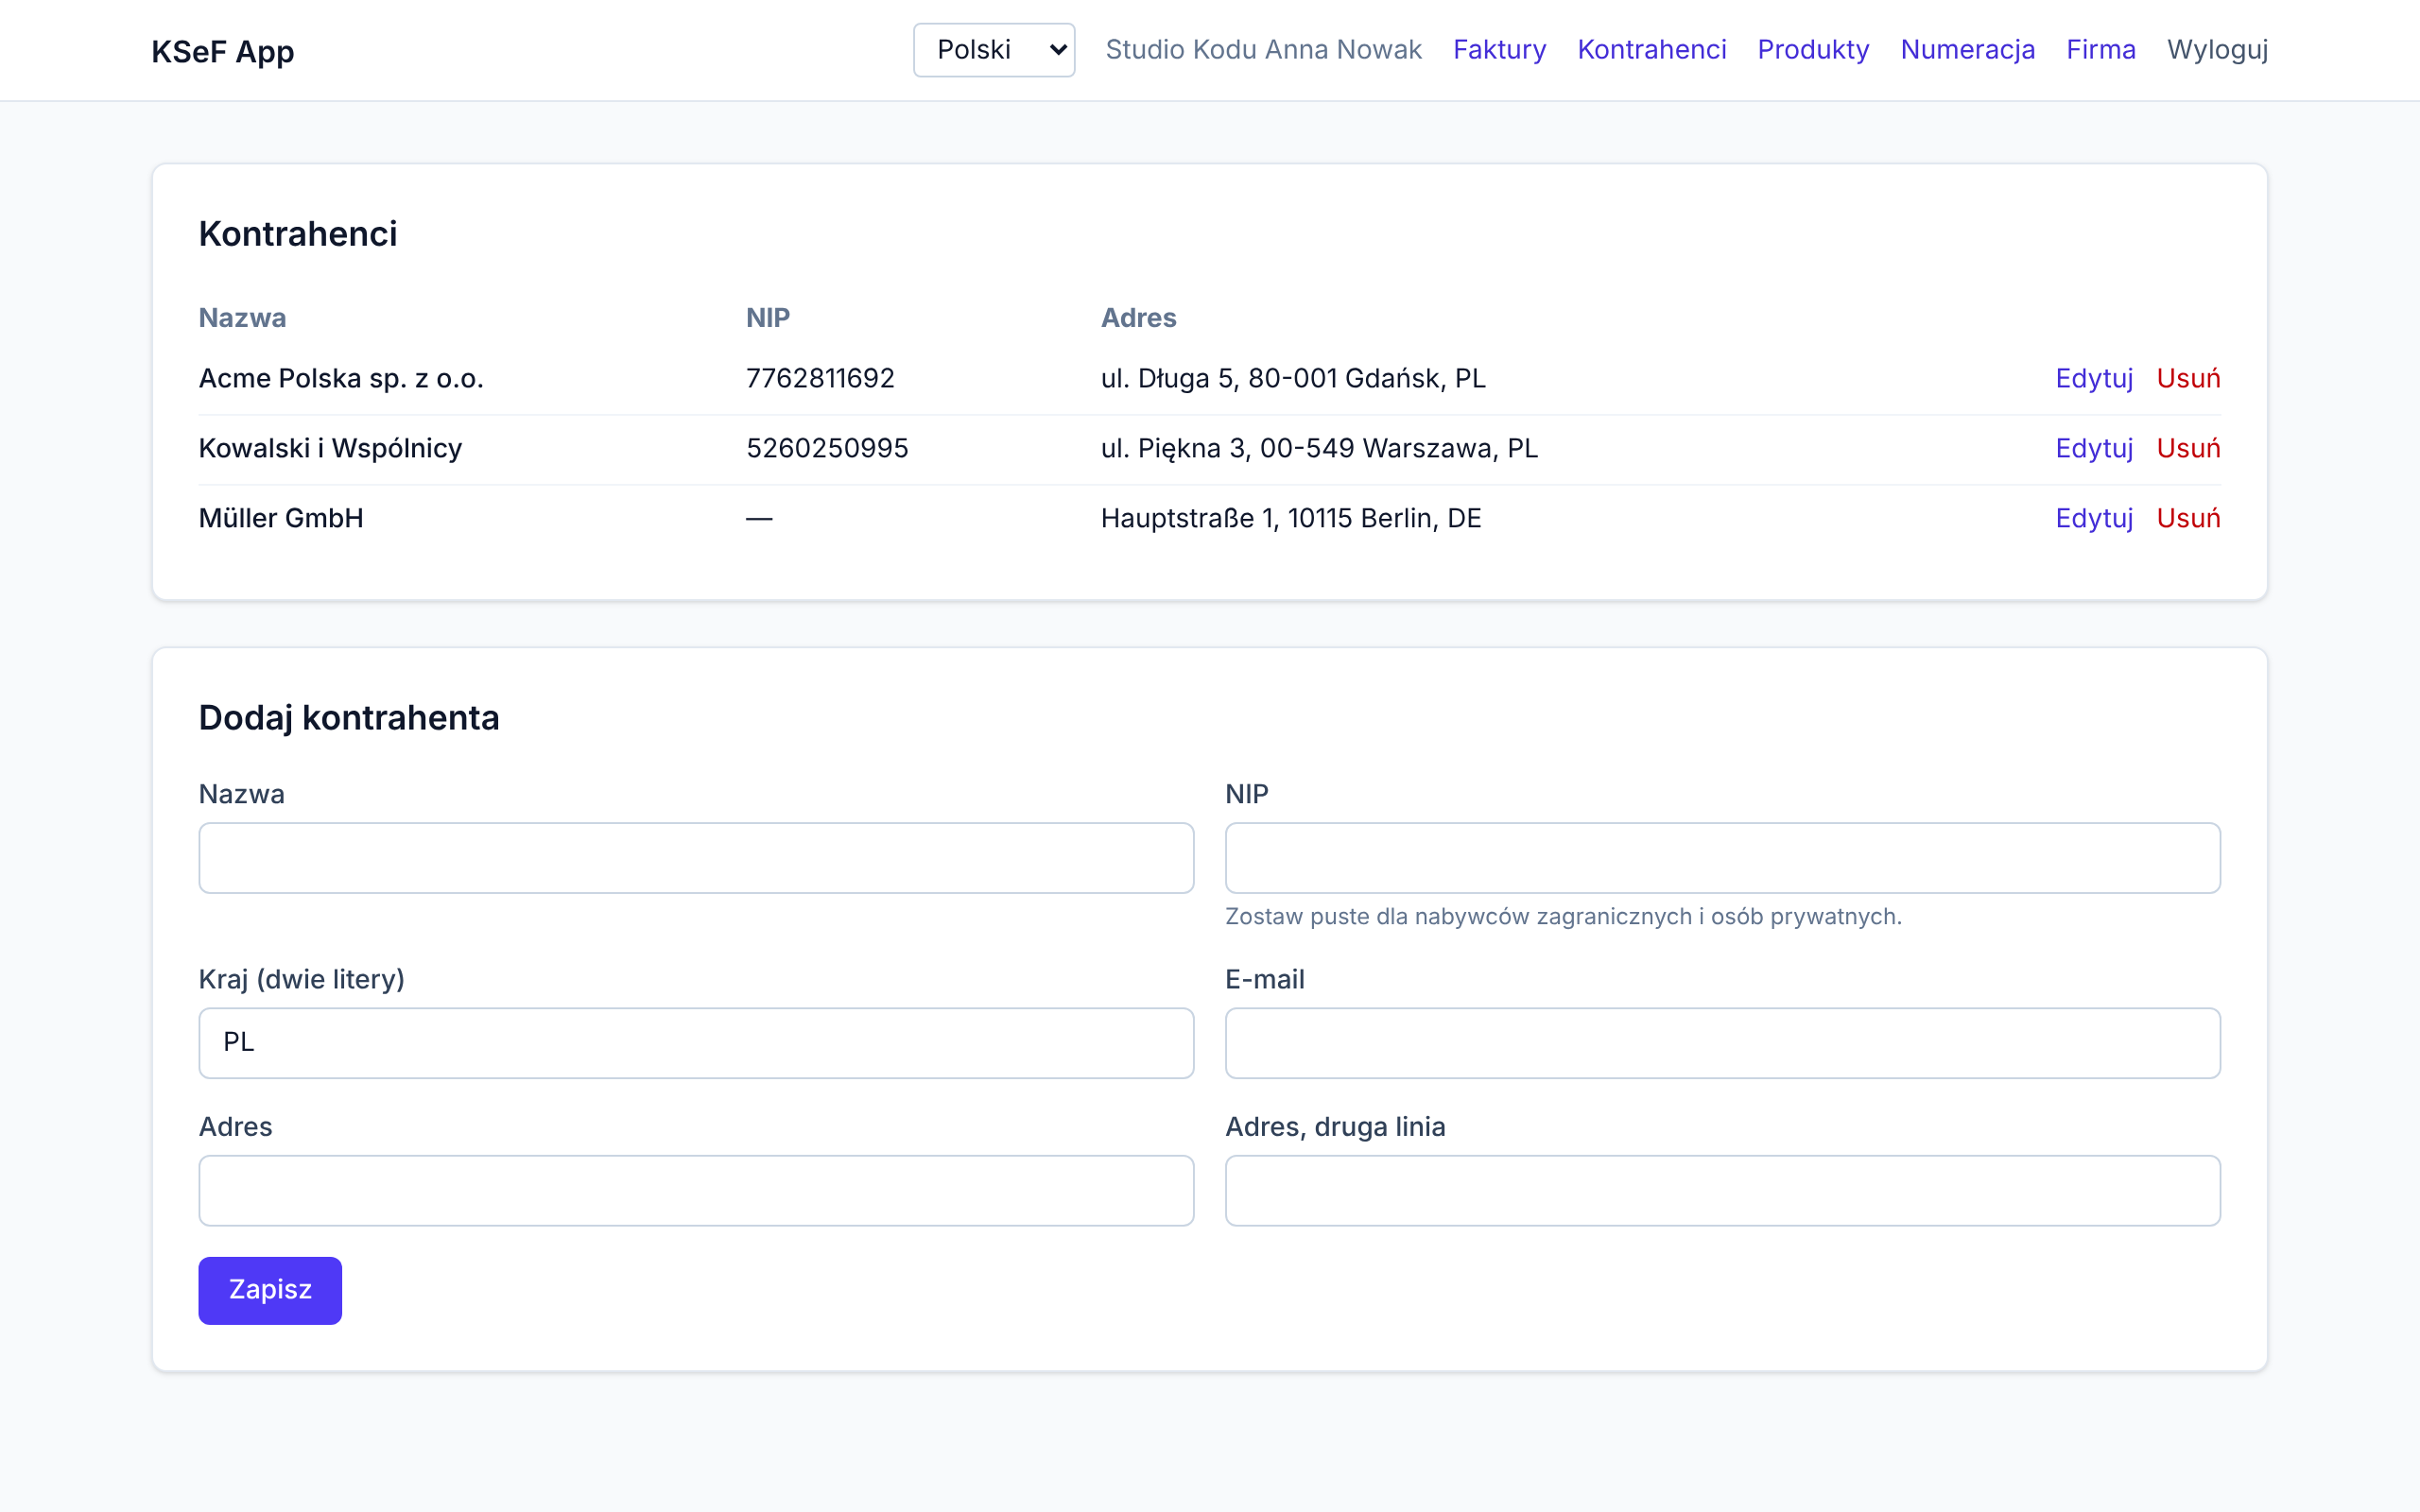 KSeF App
Polski
Studio Kodu Anna Nowak Faktury Kontrahenci Produkty Numeracja Firma Wyloguj
Kontrahenci
Nazwa NIP Adres
Acme Polska sp. z o.o. 7762811692 ul. Długa 5, 80-001 Gdańsk, PL Edytuj Usuń
Kowalski i Wspólnicy 5260250995 ul. Piękna 3, 00-549 Warszawa, PL Edytuj Usuń
Müller GmbH — Hauptstraße 1, 10115 Berlin, DE Edytuj Usuń
Dodaj kontrahenta
Nazwa
NIP
Zostaw puste dla nabywców zagranicznych i osób prywatnych.
Kraj (dwie litery)
PL
E-mail
Adres
Adres, druga linia
Zapisz